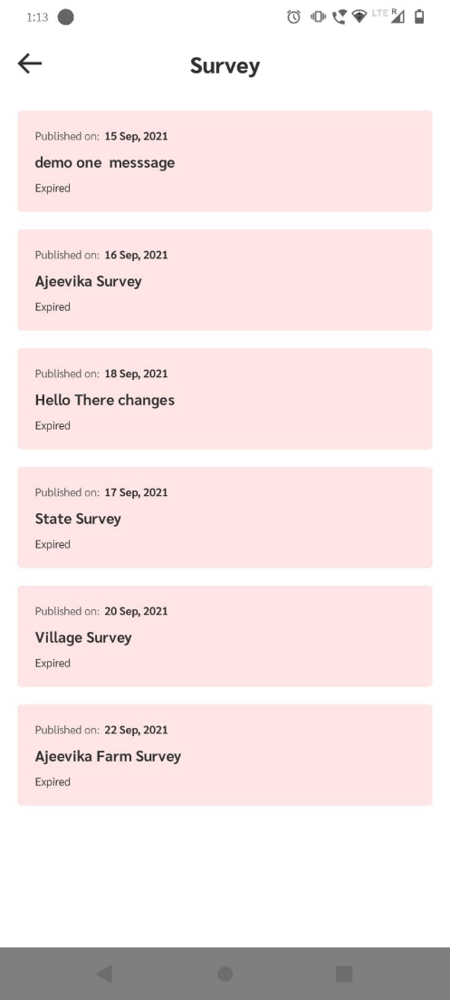 1:13
LTE R
Survey
Published on: 15 Sep, 2021
demo one  messsage
Expired
Published on: 16 Sep, 2021
Ajeevika Survey
Expired
Published on: 18 Sep, 2021
Hello There changes
Expired
Published on: 17 Sep, 2021
State Survey
Expired
Published on: 20 Sep, 2021
Village Survey
Expired
Published on: 22 Sep, 2021
Ajeevika Farm Survey
Expired